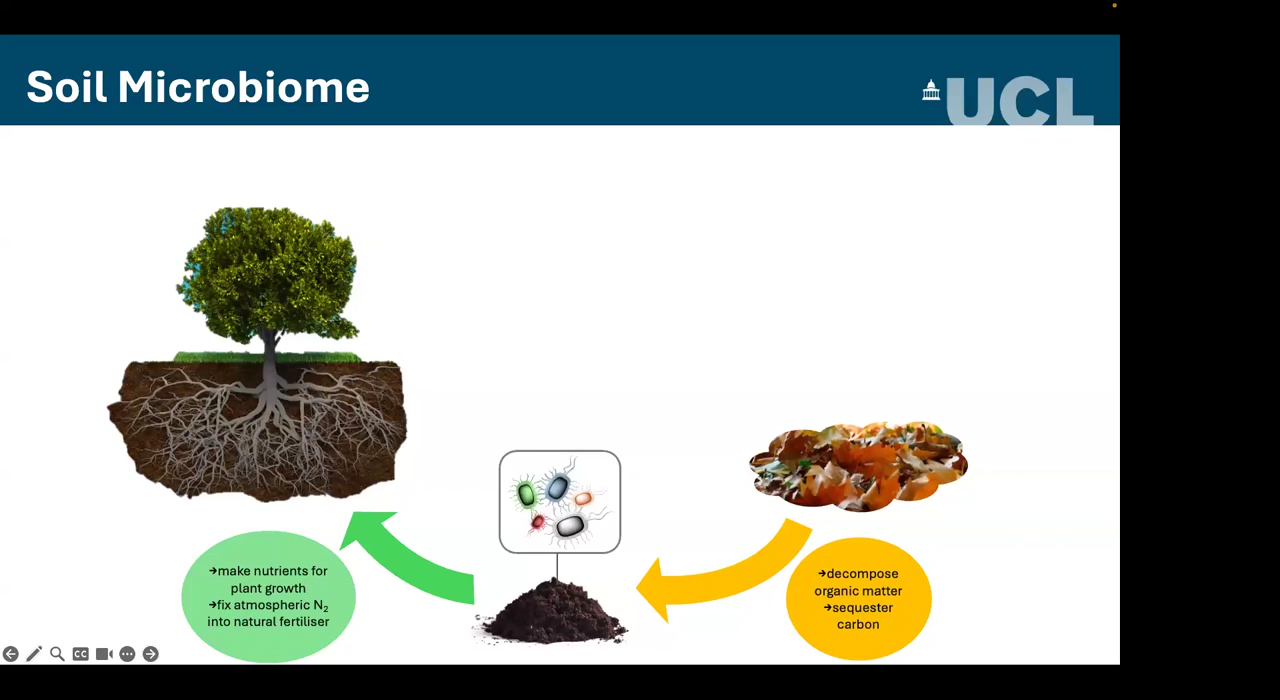 Soil Microbiome
UCL
→make nutrients for
plant growth
→fix atmospheric N₂
into natural fertiliser
→decompose
organic matter
→sequester
carbon
CC